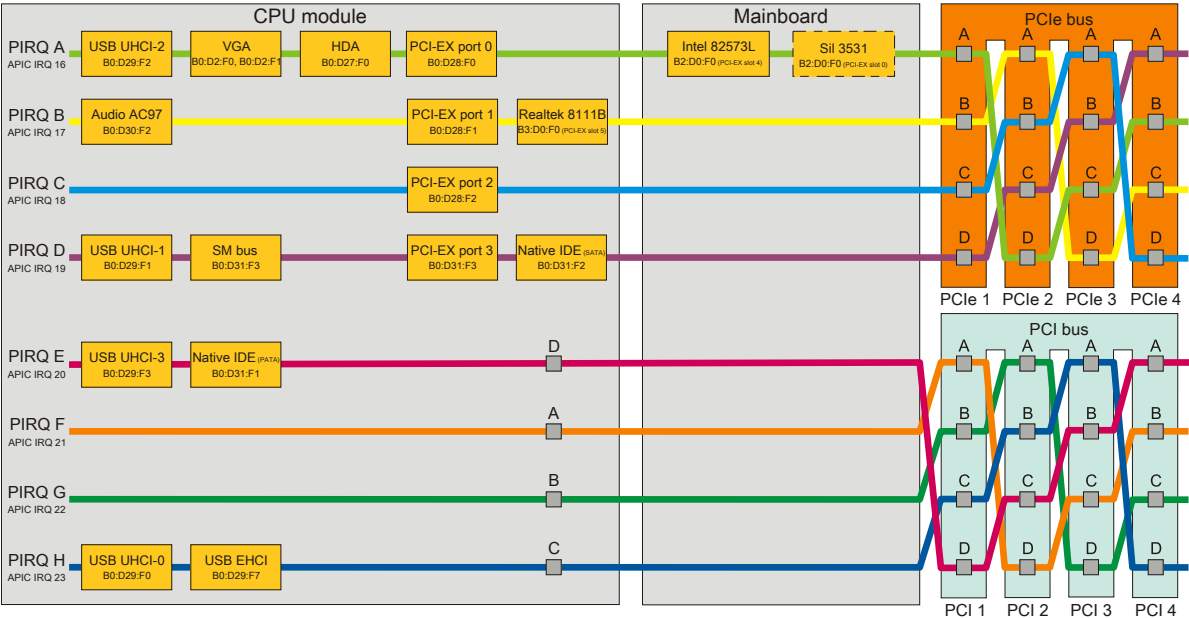 CPU module
Mainboard
PCIe bus
PIRQ A
APIC IRQ 16
USB UHCI-2
B0:D29:F2
VGA
B0:D2:F0, B0:D2:F1
HDA
B0:D27:F0
PCI-EX port 0
B0:D28:F0
Intel 82573L
B2:D0:F0 (PCI-EX slot 4)
SiI 3531
B2:D0:F0 (PCI-EX slot 0)
A A A A
PIRQ B
APIC IRQ 17
Audio AC97
B0:D30:F2
PCI-EX port 1
B0:D28:F1
Realtek 8111B
B3:D0:F0 (PCI-EX slot 5)
B B B B
PIRQ C
APIC IRQ 18
PCI-EX port 2
B0:D28:F2
C C C C
PIRQ D
APIC IRQ 19
USB UHCI-1
B0:D29:F1
SM bus
B0:D31:F3
PCI-EX port 3
B0:D31:F3
Native IDE (SATA)
B0:D31:F2
D D D D
PCIe 1 PCIe 2 PCIe 3 PCIe 4
PCI bus
PIRQ E
APIC IRQ 20
USB UHCI-3
B0:D29:F3
Native IDE (PATA)
B0:D31:F1
D
A A A A
PIRQ F
APIC IRQ 21
A
B B B B
PIRQ G
APIC IRQ 22
B
C C C C
PIRQ H
APIC IRQ 23
USB UHCI-0
B0:D29:F0
USB EHCI
B0:D29:F7
C
D D D D
PCI 1 PCI 2 PCI 3 PCI 4